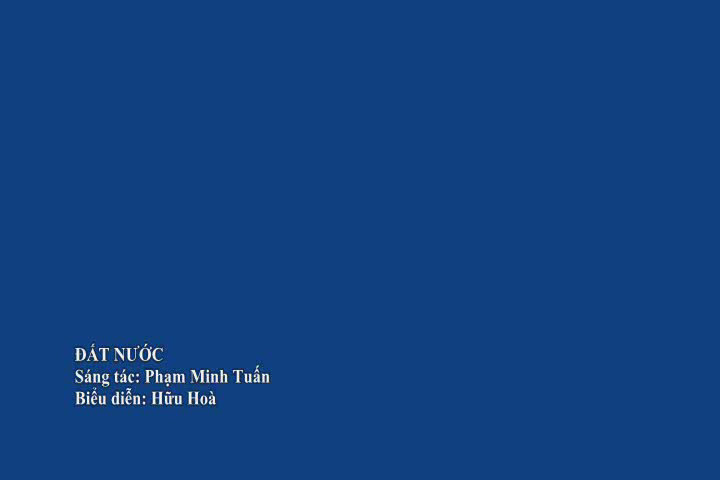 ĐẤT NƯỚC
Sáng tác: Phạm Minh Tuấn
Biểu diễn: Hữu Hoà